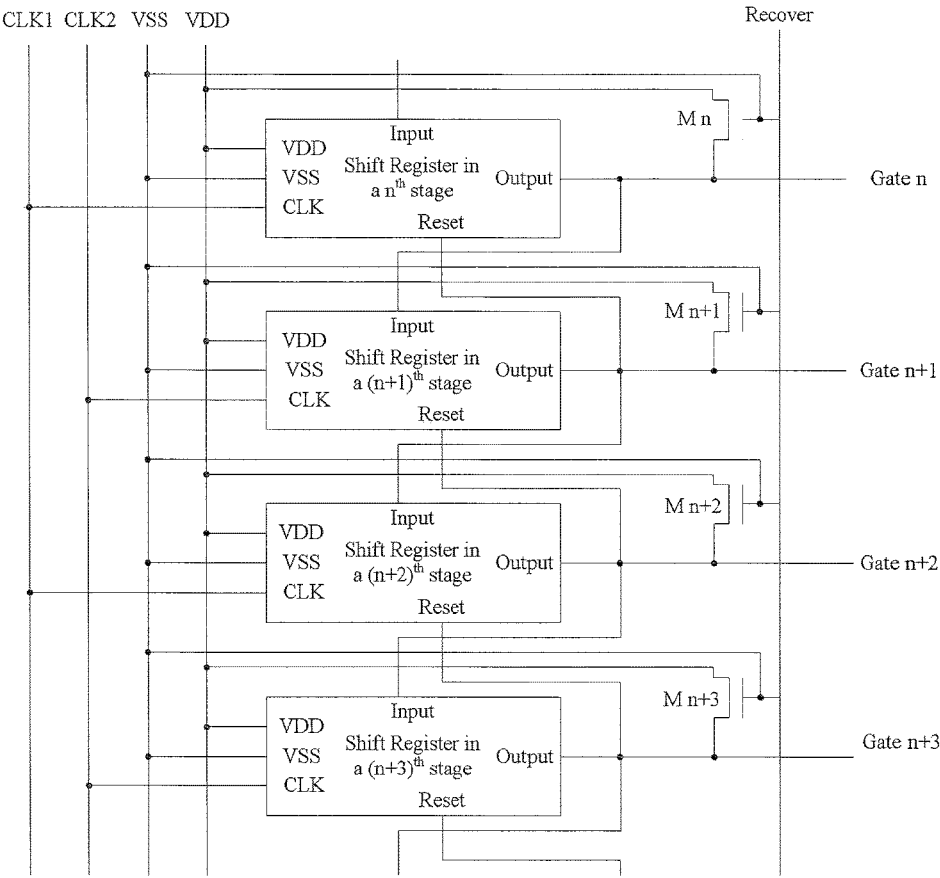 CLK1 CLK2 VSS VDD
Recover
Input
M n
VDD
Shift Register in
VSS
a nth stage
Output
Gate n
CLK
Reset
Input
M n+1
VDD
Shift Register in
VSS
a (n+1)th stage
Output
Gate n+1
CLK
Reset
Input
M n+2
VDD
Shift Register in
VSS
a (n+2)th stage
Output
Gate n+2
CLK
Reset
Input
M n+3
VDD
Shift Register in
VSS
a (n+3)th stage
Output
Gate n+3
CLK
Reset